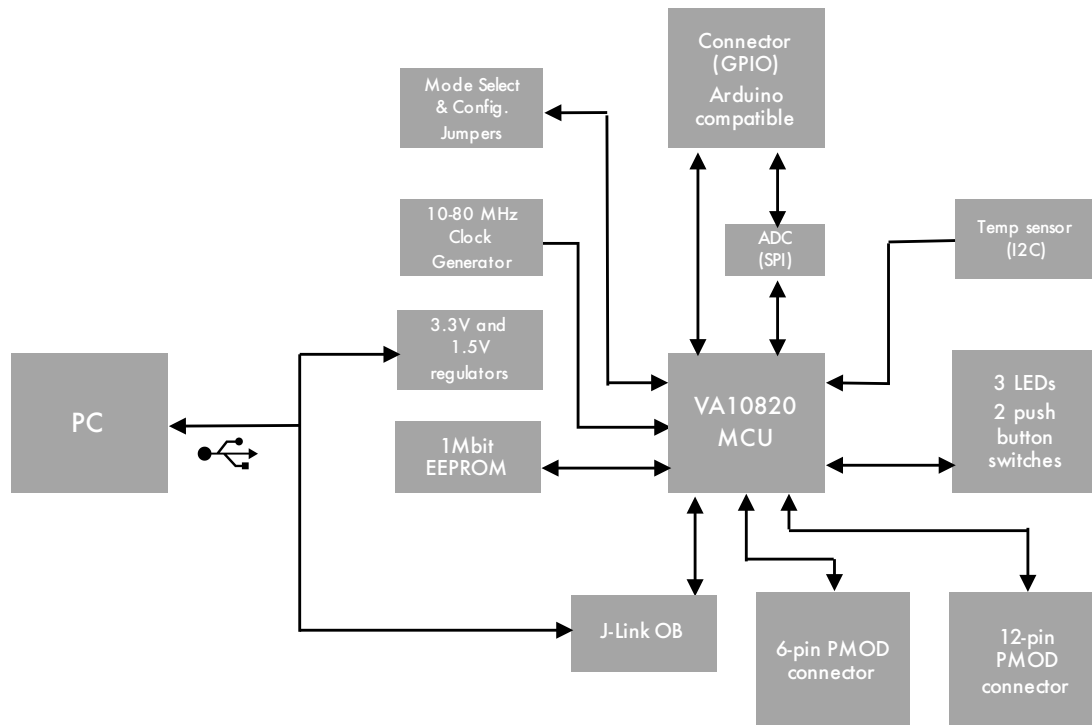 Connector
(GPIO)
Arduino
compatible
Mode Select
& Config.
Jumpers
10-80 MHz
Clock
Generator
ADC
(SPI)
Temp sensor
(I2C)
3.3V and
1.5V
regulators
PC
VA10820
MCU
3 LEDs
2 push
button
switches
1Mbit
EEPROM
J-Link OB
6-pin PMOD
connector
12-pin
PMOD
connector